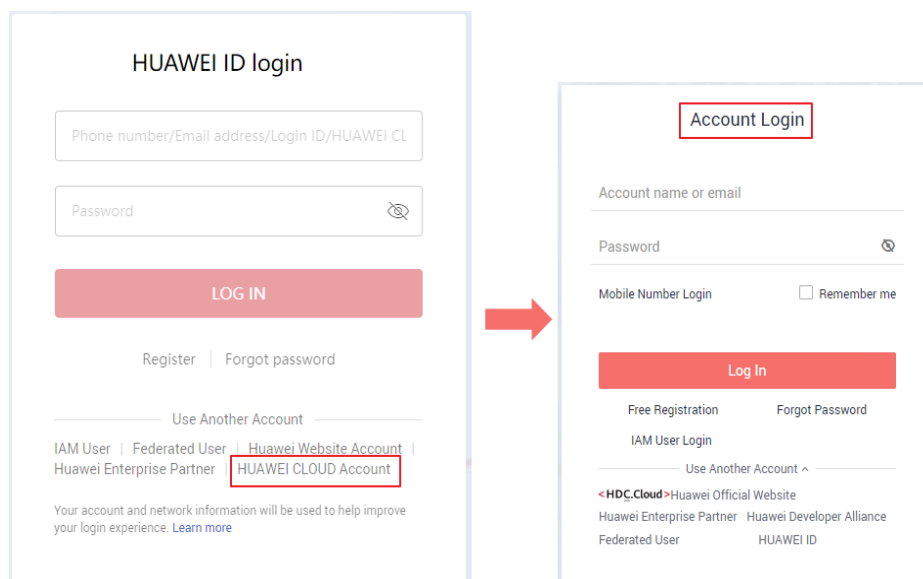 HUAWEI ID login
Phone number/Email address/Login ID/HUAWEI CL
Password
LOG IN
Register | Forgot password
Use Another Account
IAM User | Federated User | Huawei Website Account |
Huawei Enterprise Partner | HUAWEI CLOUD Account
Your account and network information will be used to help improve
your login experience. Learn more
Account Login
Account name or email
Password
Mobile Number Login Remember me
Log In
Free Registration Forgot Password
IAM User Login
Use Another Account
<HDC.Cloud>Huawei Official Website
Huawei Enterprise Partner Huawei Developer Alliance
Federated User HUAWEI ID